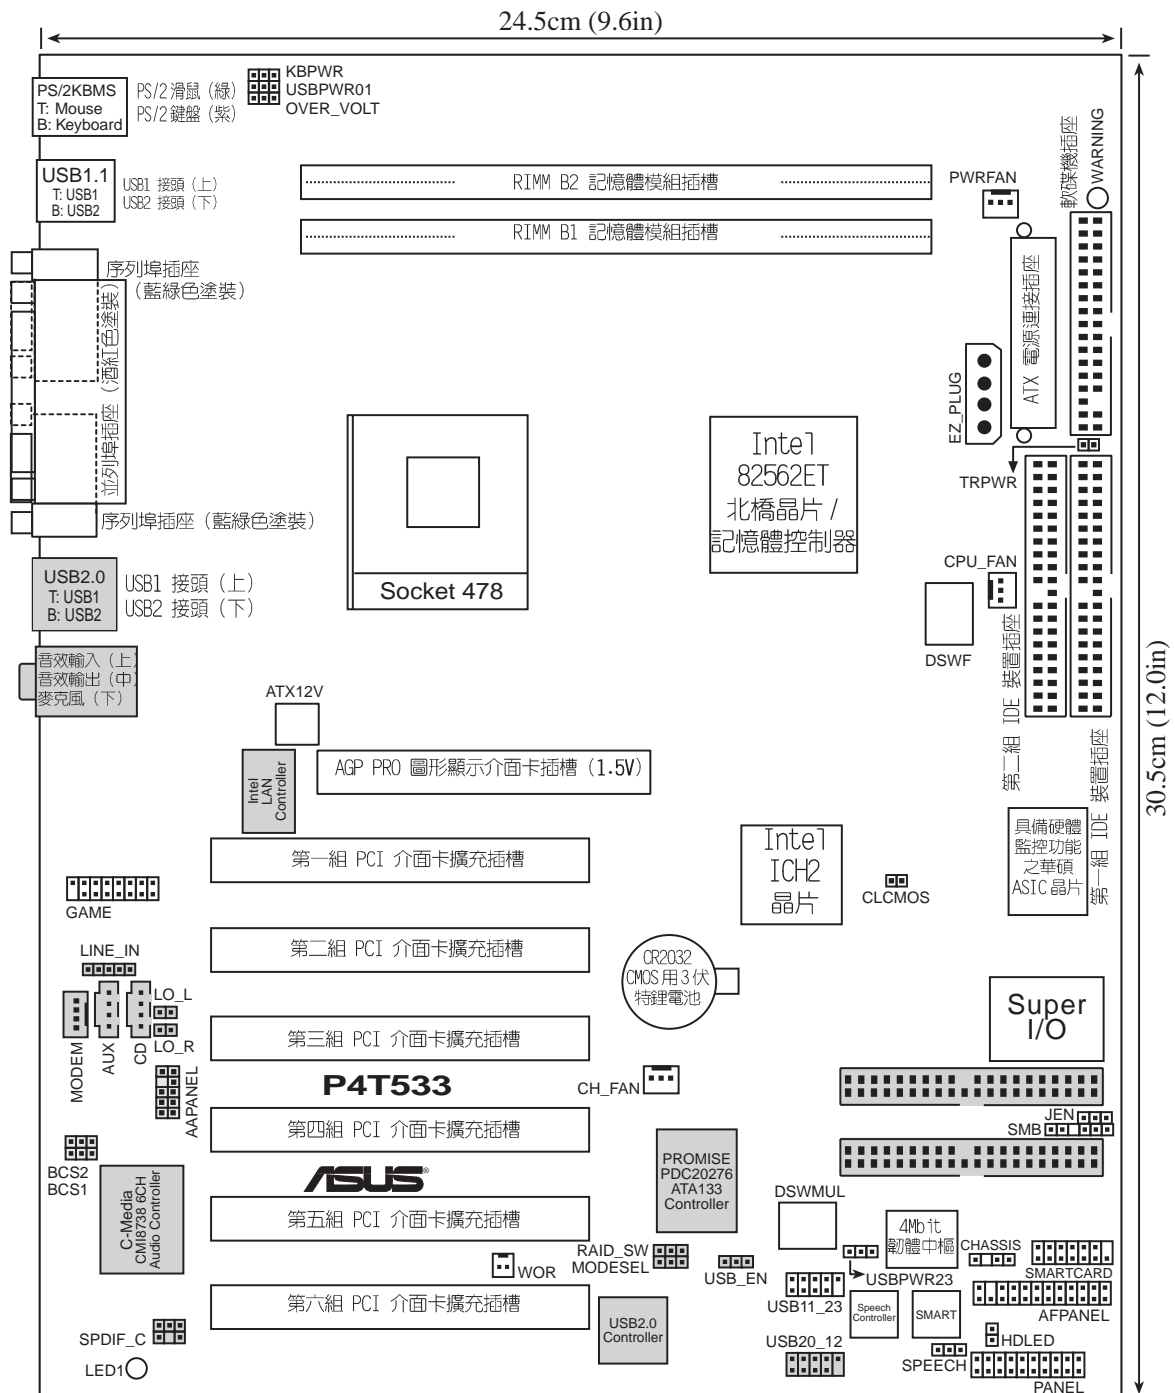 24.5cm (9.6in)
PS/2KBMS
T: Mouse
B: Keyboard
PS/2 滑鼠 (綠)
PS/2 鍵盤 (紫)
KBPWR
USBPWR01
OVER_VOLT
USB1.1
T: USB1
B: USB2
USB1 接頭 (上)
USB2 接頭 (下)
RIMM B2 記憶體模組插槽
RIMM B1 記憶體模組插槽
PWRFAN
軟碟機插座
WARNING
序列埠插座
(藍綠色塗裝)
並列埠插座 (酒紅色塗裝)
序列埠插座 (藍綠色塗裝)
ATX 電源連接插座
EZ_PLUG
TRPWR
Intel
82562ET
北橋晶片 /
記憶體控制器
Socket 478
CPU_FAN
DSWF
USB2.0
T: USB1
B: USB2
USB1 接頭 (上)
USB2 接頭 (下)
音效輸入 (上)
音效輸出 (中)
麥克風 (下)
第二組 IDE 裝置插座
第一組 IDE 裝置插座
30.5cm (12.0in)
ATX12V
Intel
LAN
Controller
AGP PRO 圖形顯示介面卡插槽 (1.5V)
第一組 PCI 介面卡擴充插槽
Intel
ICH2
晶片
CLCMOS
具備硬體
監控功能
之華碩
ASIC 晶片
GAME
第二組 PCI 介面卡擴充插槽
CR2032
CMOS 用 3 伏
特鋰電池
LINE_IN
LO_L
LO_R
MODEM
AUX
CD
AAPANEL
第三組 PCI 介面卡擴充插槽
Super
I/O
P4T533
CH_FAN
第四組 PCI 介面卡擴充插槽
JEN
SMB
BCS2
BCS1
C-Media
CMI8738 6CH
Audio Controller
ASUS®
PROMISE
PDC20276
ATA133
Controller
第五組 PCI 介面卡擴充插槽
DSWMUL
4Mbit
韌體中樞
CHASSIS
SMARTCARD
WOR
RAID_SW
MODESEL
USB_EN
USBPWR23
USB11_23
AFPANEL
第六組 PCI 介面卡擴充插槽
USB2.0
Controller
Speech
Controller
SMART
SPDIF_C
USB20_12
HDLED
SPEECH
LED1
PANEL